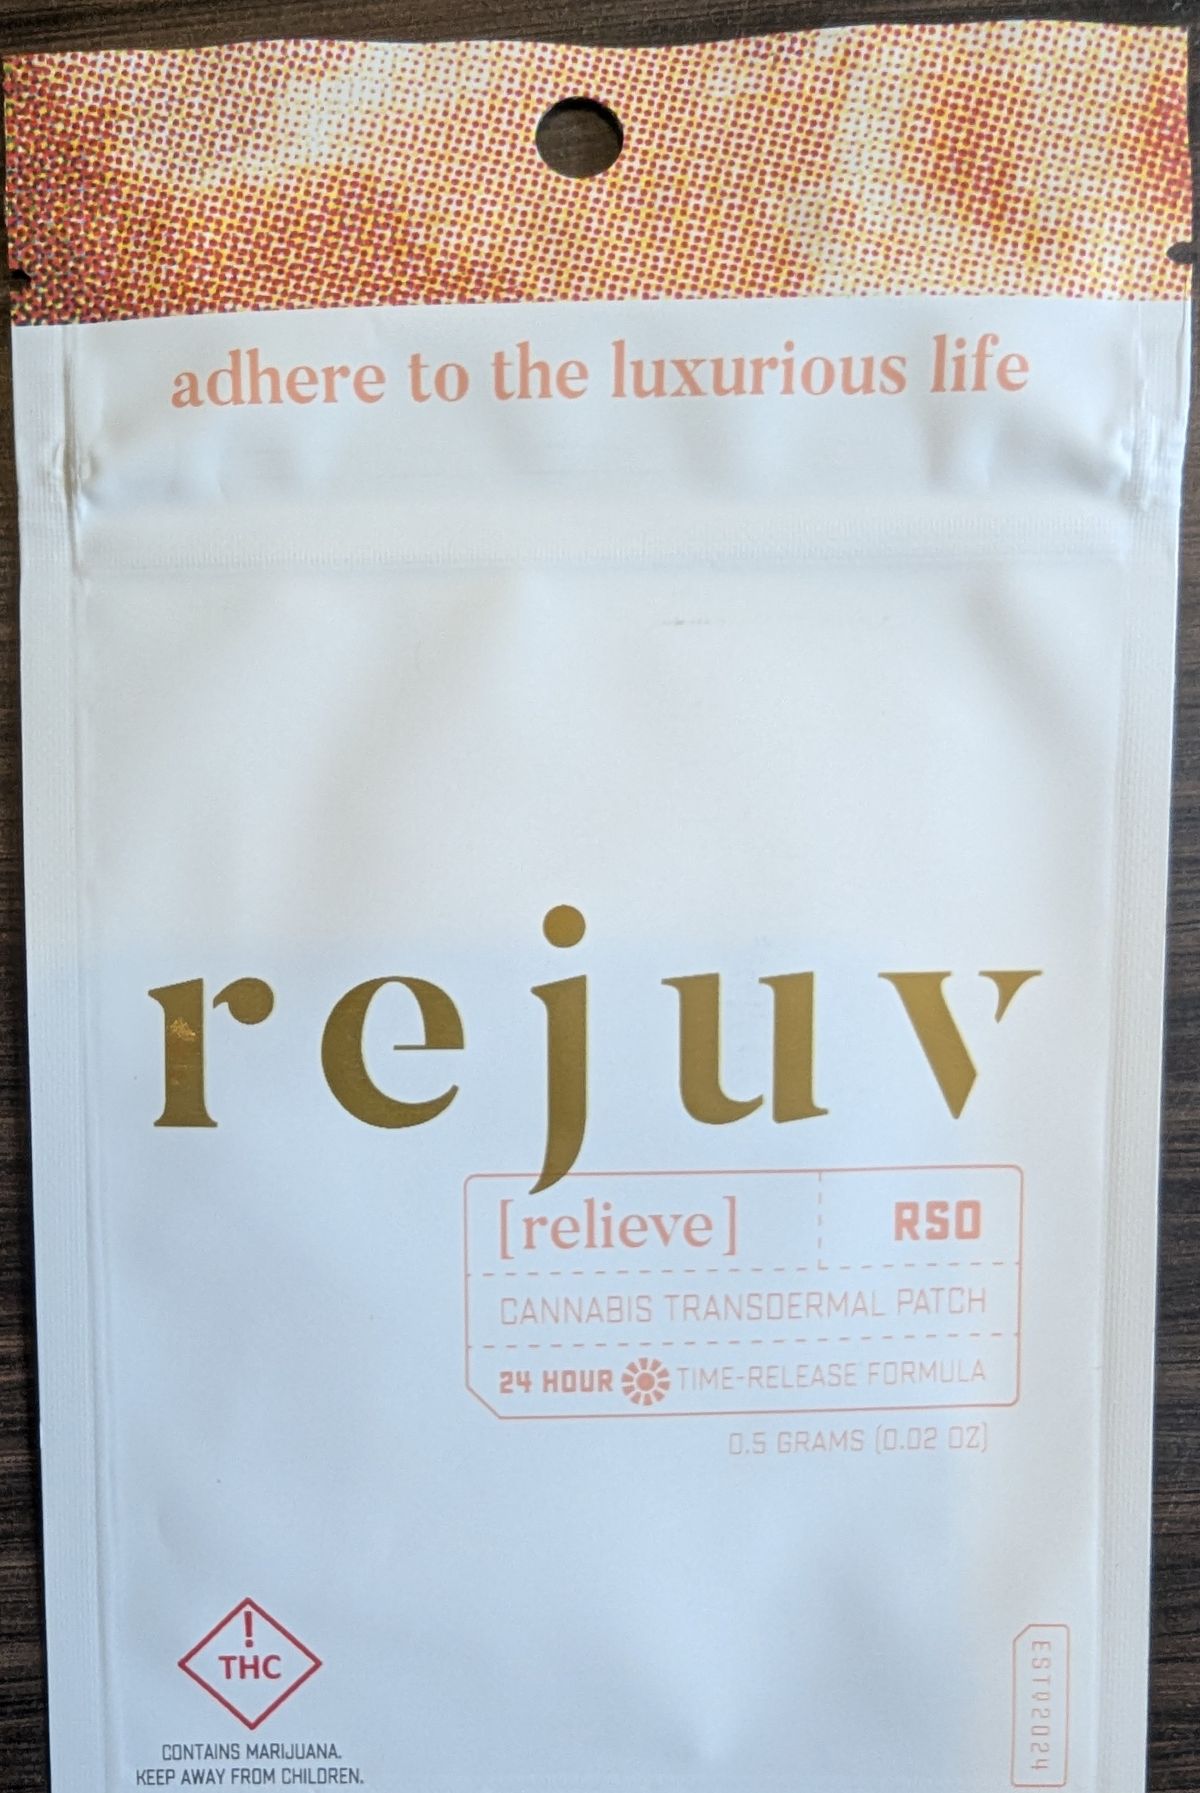 adhere to the luxurious life
rejuv
[relieve] RSO
CANNABIS TRANSDERMAL PATCH
24 HOUR TIME-RELEASE FORMULA
0.5 GRAMS (0.02 OZ)
!
THC
CONTAINS MARIJUANA.
KEEP AWAY FROM CHILDREN.
EST92024